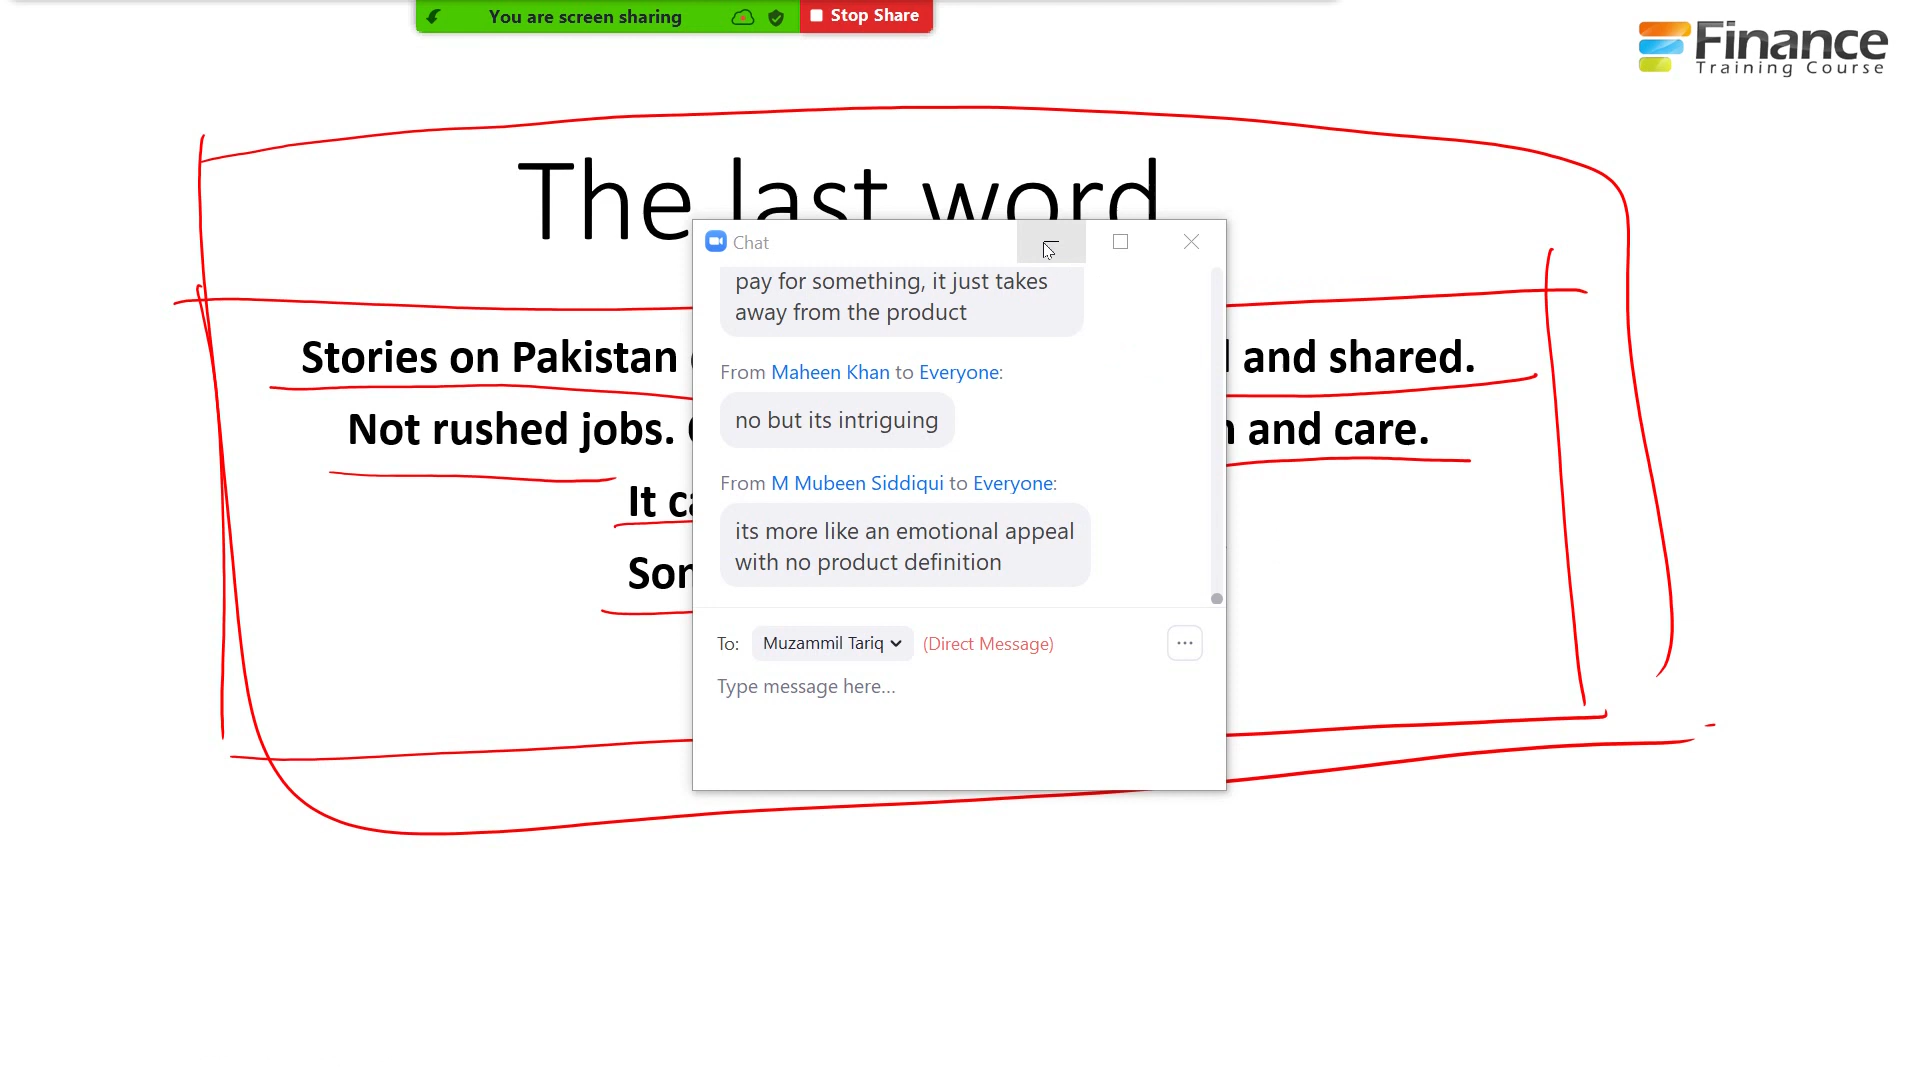 You are screen sharing
Stop Share
Finance
Training Course
The last word
Chat
pay for something, it just takes
away from the product
Stories on Pakistan
and shared.
From Maheen Khan to Everyone:
no but its intriguing
Not rushed jobs.
and care.
From M Mubeen Siddiqui to Everyone:
its more like an emotional appeal
with no product definition
It
To: Muzammil Tariq (Direct Message)
...
Type message here...